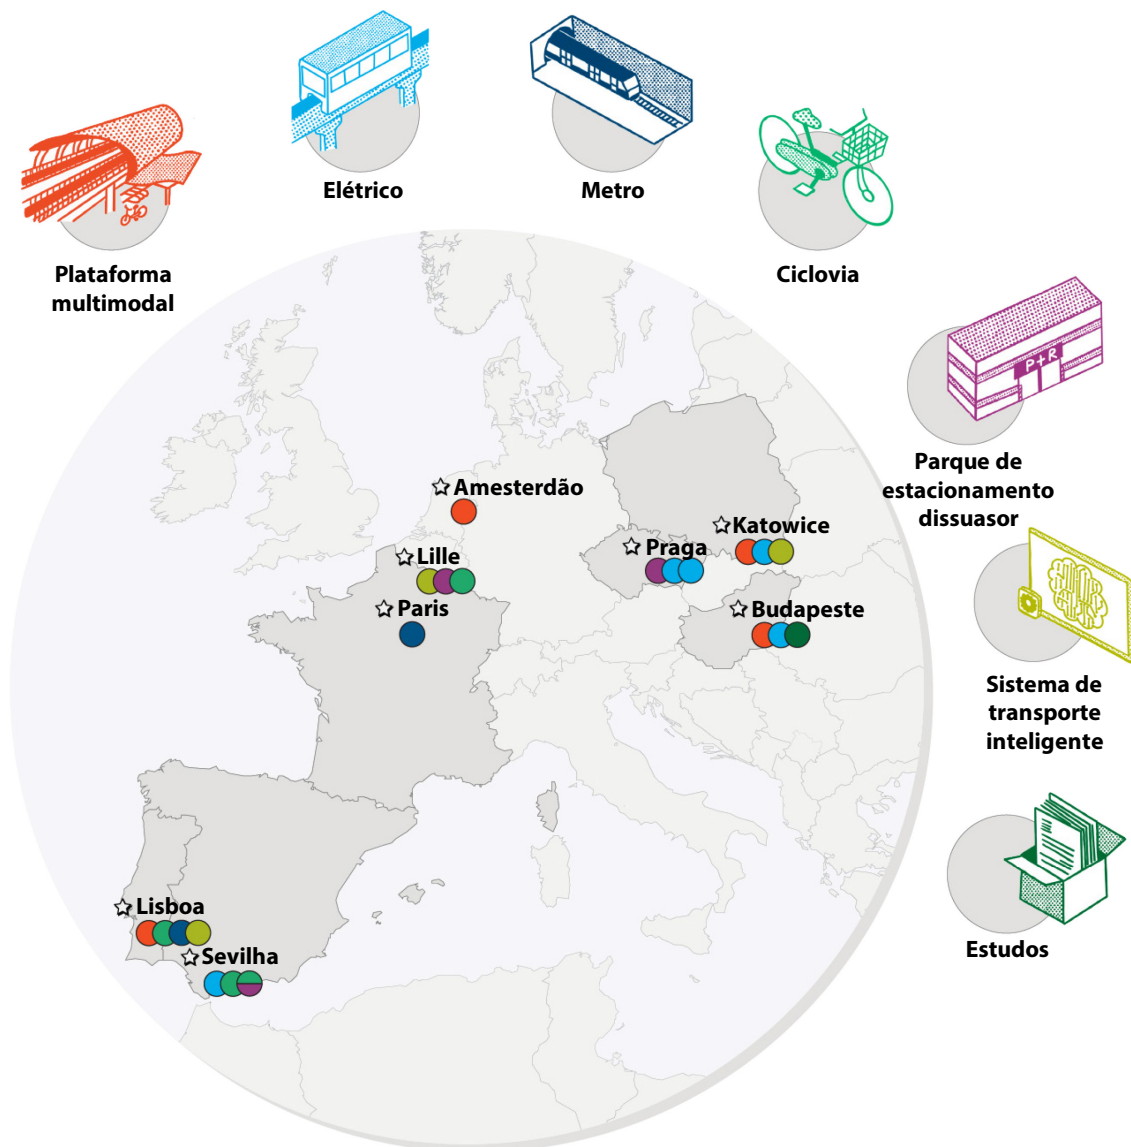 Elétrico
Metro
Plataforma
multimodal
Ciclovia
P+R
Parque de
estacionamento
dissuasor
Amesterdão
Katowice
Lille
Praga
Paris
Budapeste
Sistema de
transporte
inteligente
Lisboa
Sevilha
Estudos